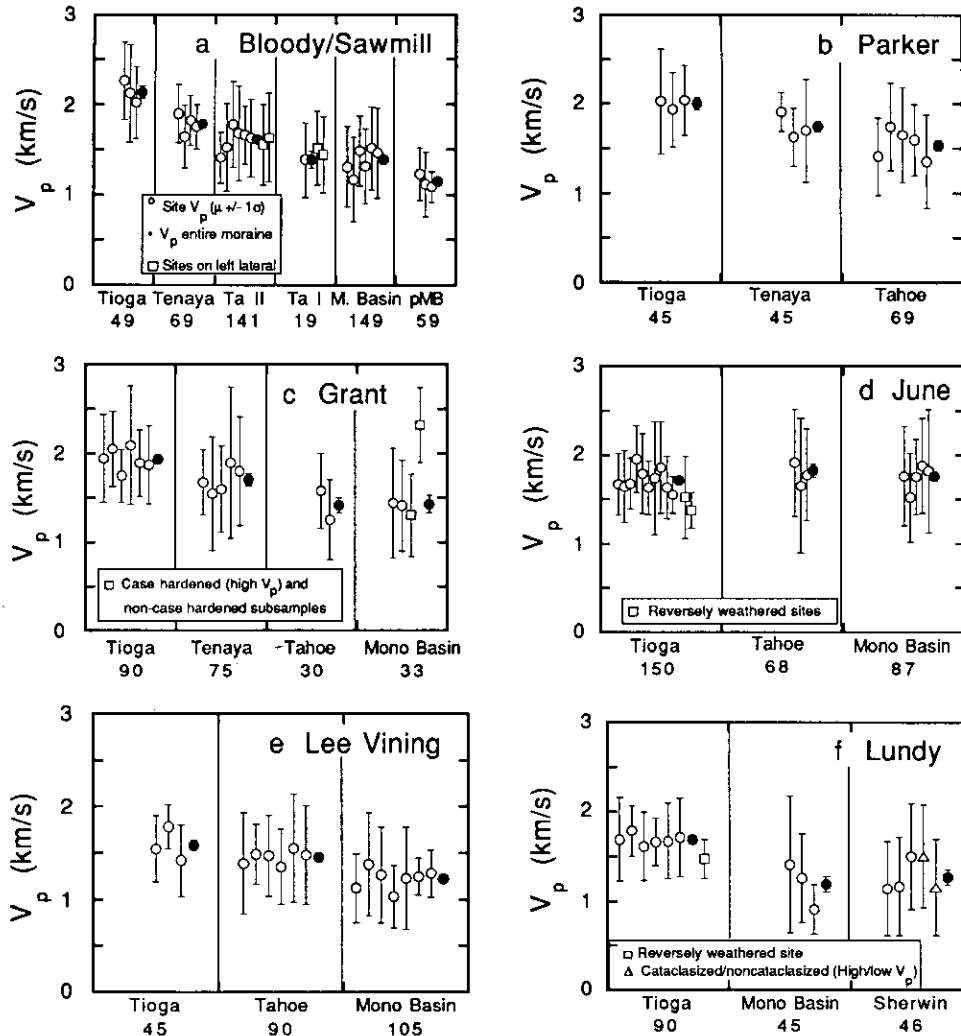 a Bloody/Sawmill
3
2
1
0
V_p (km/s)
○ Site V_p (μ +/- 1σ)
● V_p entire moraine
□ Sites on left lateral
Tioga Tenaya Ta II Ta I M. Basin pMB
49 69 141 19 149 59
b Parker
3
2
1
0
V_p (km/s)
Tioga Tenaya Tahoe
45 45 69
c Grant
3
2
1
0
V_p (km/s)
□ Case hardened (high V_p) and
non-case hardened subsamples
Tioga Tenaya Tahoe Mono Basin
90 75 30 33
d June
3
2
1
0
V_p (km/s)
□ Reversely weathered sites
Tioga Tahoe Mono Basin
150 68 87
e Lee Vining
3
2
1
0
V_p (km/s)
Tioga Tahoe Mono Basin
45 90 105
f Lundy
3
2
1
0
V_p (km/s)
□ Reversely weathered site
△ Cataclasized/noncataclasized (High/low V_p)
Tioga Mono Basin Sherwin
90 45 46